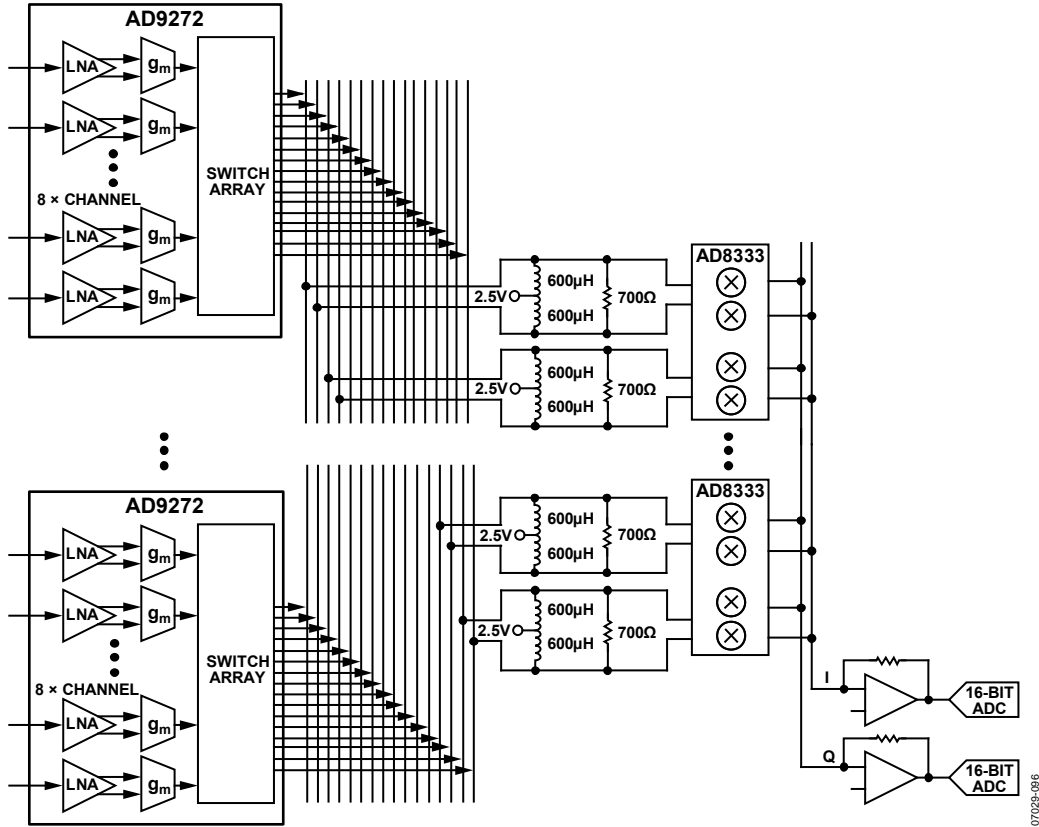 AD9272
LNA
gm
LNA
gm
8 × CHANNEL
LNA
gm
LNA
gm
SWITCH
ARRAY
2.5V
600µH
600µH
700Ω
2.5V
600µH
600µH
700Ω
AD8333
AD9272
LNA
gm
LNA
gm
8 × CHANNEL
LNA
gm
LNA
gm
SWITCH
ARRAY
2.5V
600µH
600µH
700Ω
2.5V
600µH
600µH
700Ω
AD8333
I
16-BIT
ADC
Q
16-BIT
ADC
07029-096